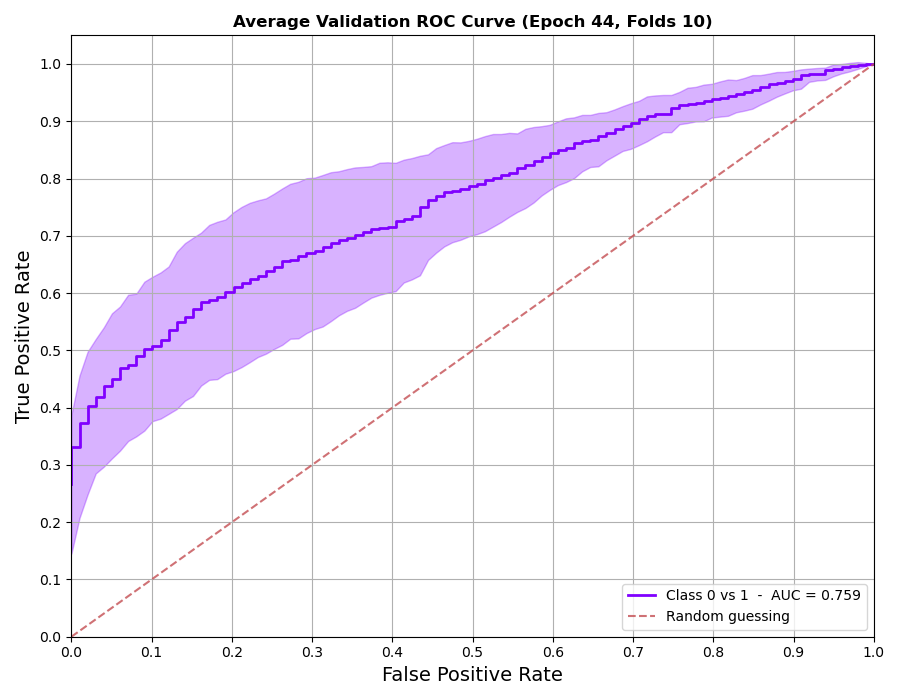 Average Validation ROC Curve (Epoch 44, Folds 10)
True Positive Rate
1.0
0.9
0.8
0.7
0.6
0.5
0.4
0.3
0.2
0.1
0.0
Class 0 vs 1 - AUC = 0.759
Random guessing
0.0 0.1 0.2 0.3 0.4 0.5 0.6 0.7 0.8 0.9 1.0
False Positive Rate